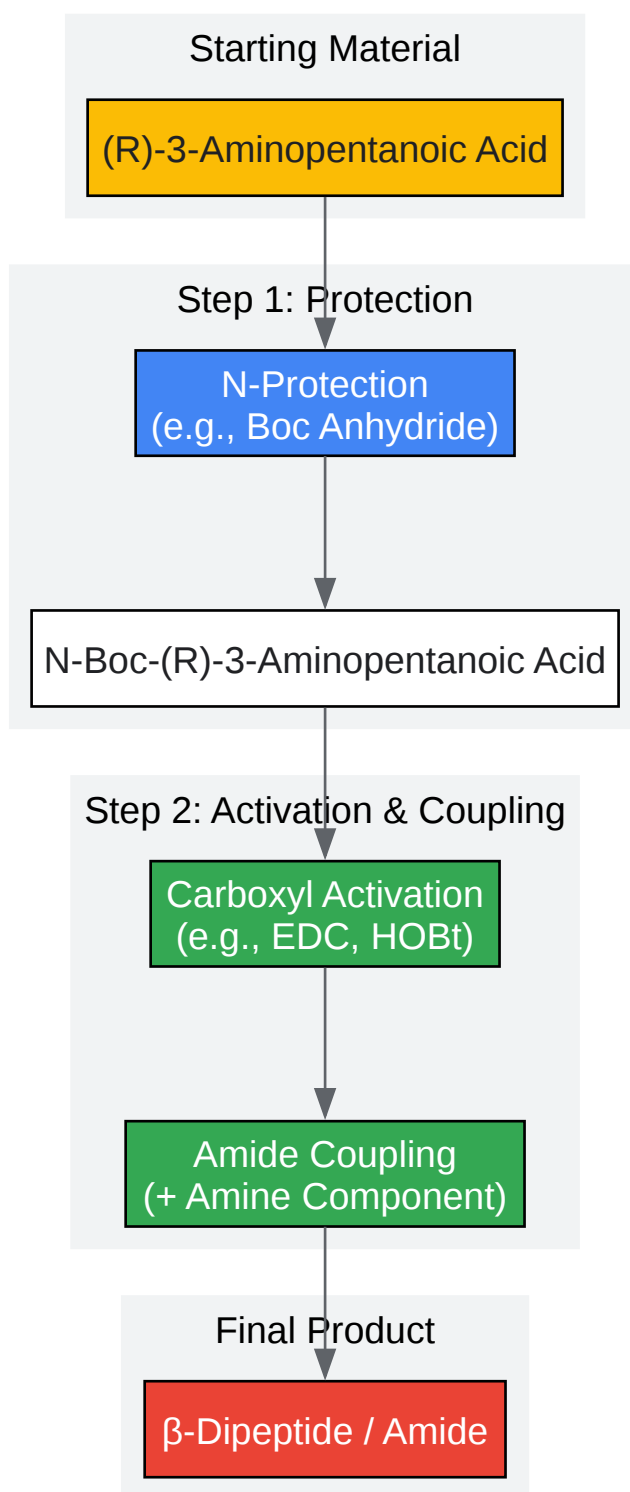 Starting Material
(R)-3-Aminopentanoic Acid
Step 1: Protection
N-Protection
(e.g., Boc Anhydride)
N-Boc-(R)-3-Aminopentanoic Acid
Step 2: Activation & Coupling
Carboxyl Activation
(e.g., EDC, HOBt)
Amide Coupling
(+ Amine Component)
Final Product
β-Dipeptide / Amide